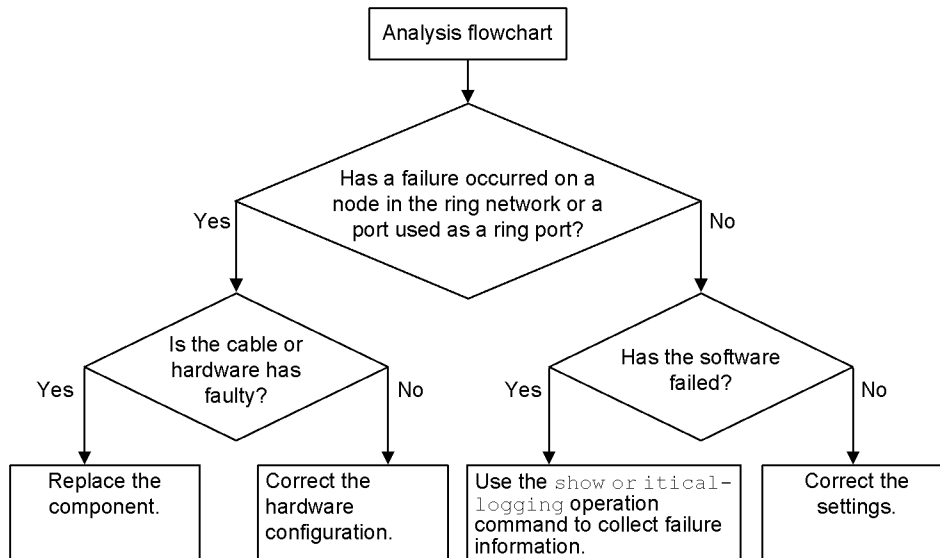 Analysis flowchart
Has a failure occurred on a
node in the ring network or a
port used as a ring port?
Yes
No
Is the cable or
hardware has
faulty?
Has the software
failed?
Yes
No
Yes
No
Replace the
component.
Correct the
hardware
configuration.
Use the show or itical-
logging operation
command to collect failure
information.
Correct the
settings.